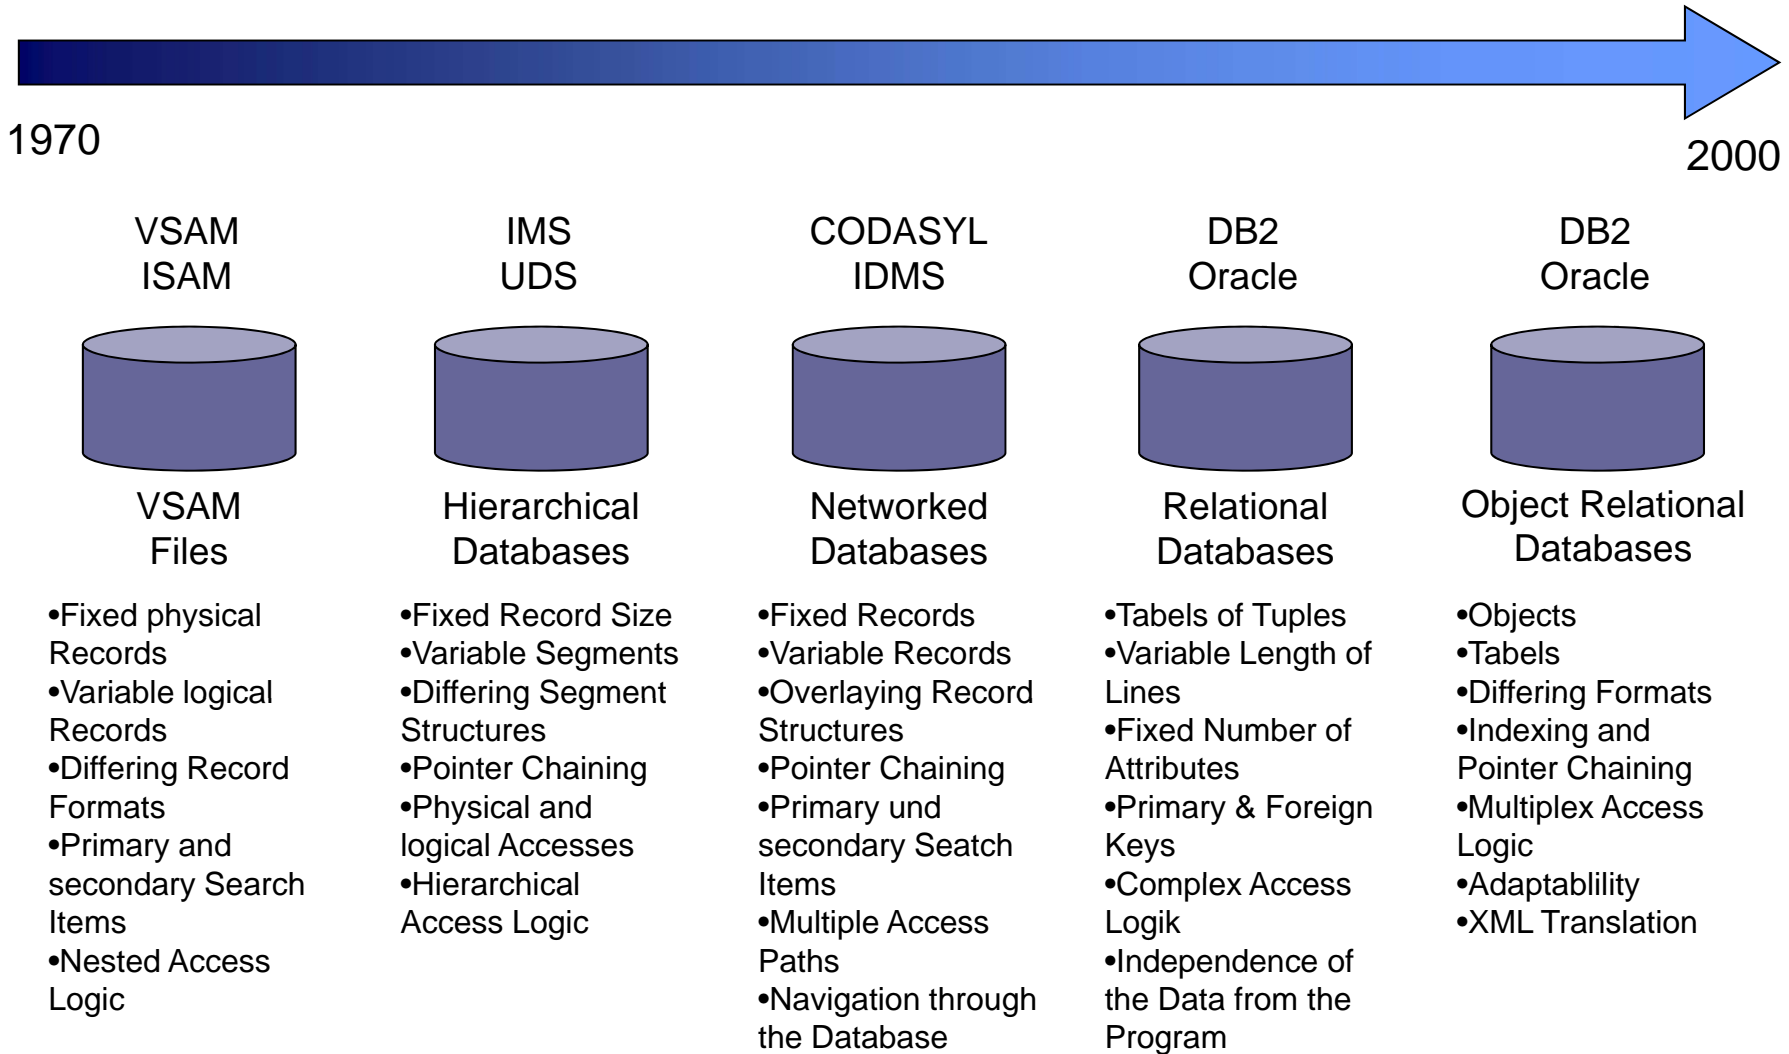 1970
2000
VSAM
ISAM
IMS
UDS
CODASYL
IDMS
DB2
Oracle
DB2
Oracle
VSAM
Files
Hierarchical
Databases
Networked
Databases
Relational
Databases
Object Relational
Databases
•Fixed physical
Records
•Variable logical
Records
•Differing Record
Formats
•Primary and
secondary Search
Items
•Nested Access
Logic
•Fixed Record Size
•Variable Segments
•Differing Segment
Structures
•Pointer Chaining
•Physical and
logical Accesses
•Hierarchical
Access Logic
•Fixed Records
•Variable Records
•Overlaying Record
Structures
•Pointer Chaining
•Primary und
secondary Seatch
Items
•Multiple Access
Paths
•Navigation through
the Database
•Tabels of Tuples
•Variable Length of
Lines
•Fixed Number of
Attributes
•Primary & Foreign
Keys
•Complex Access
Logik
•Independence of
the Data from the
Program
•Objects
•Tabels
•Differing Formats
•Indexing and
Pointer Chaining
•Multiplex Access
Logic
•Adaptablility
•XML Translation